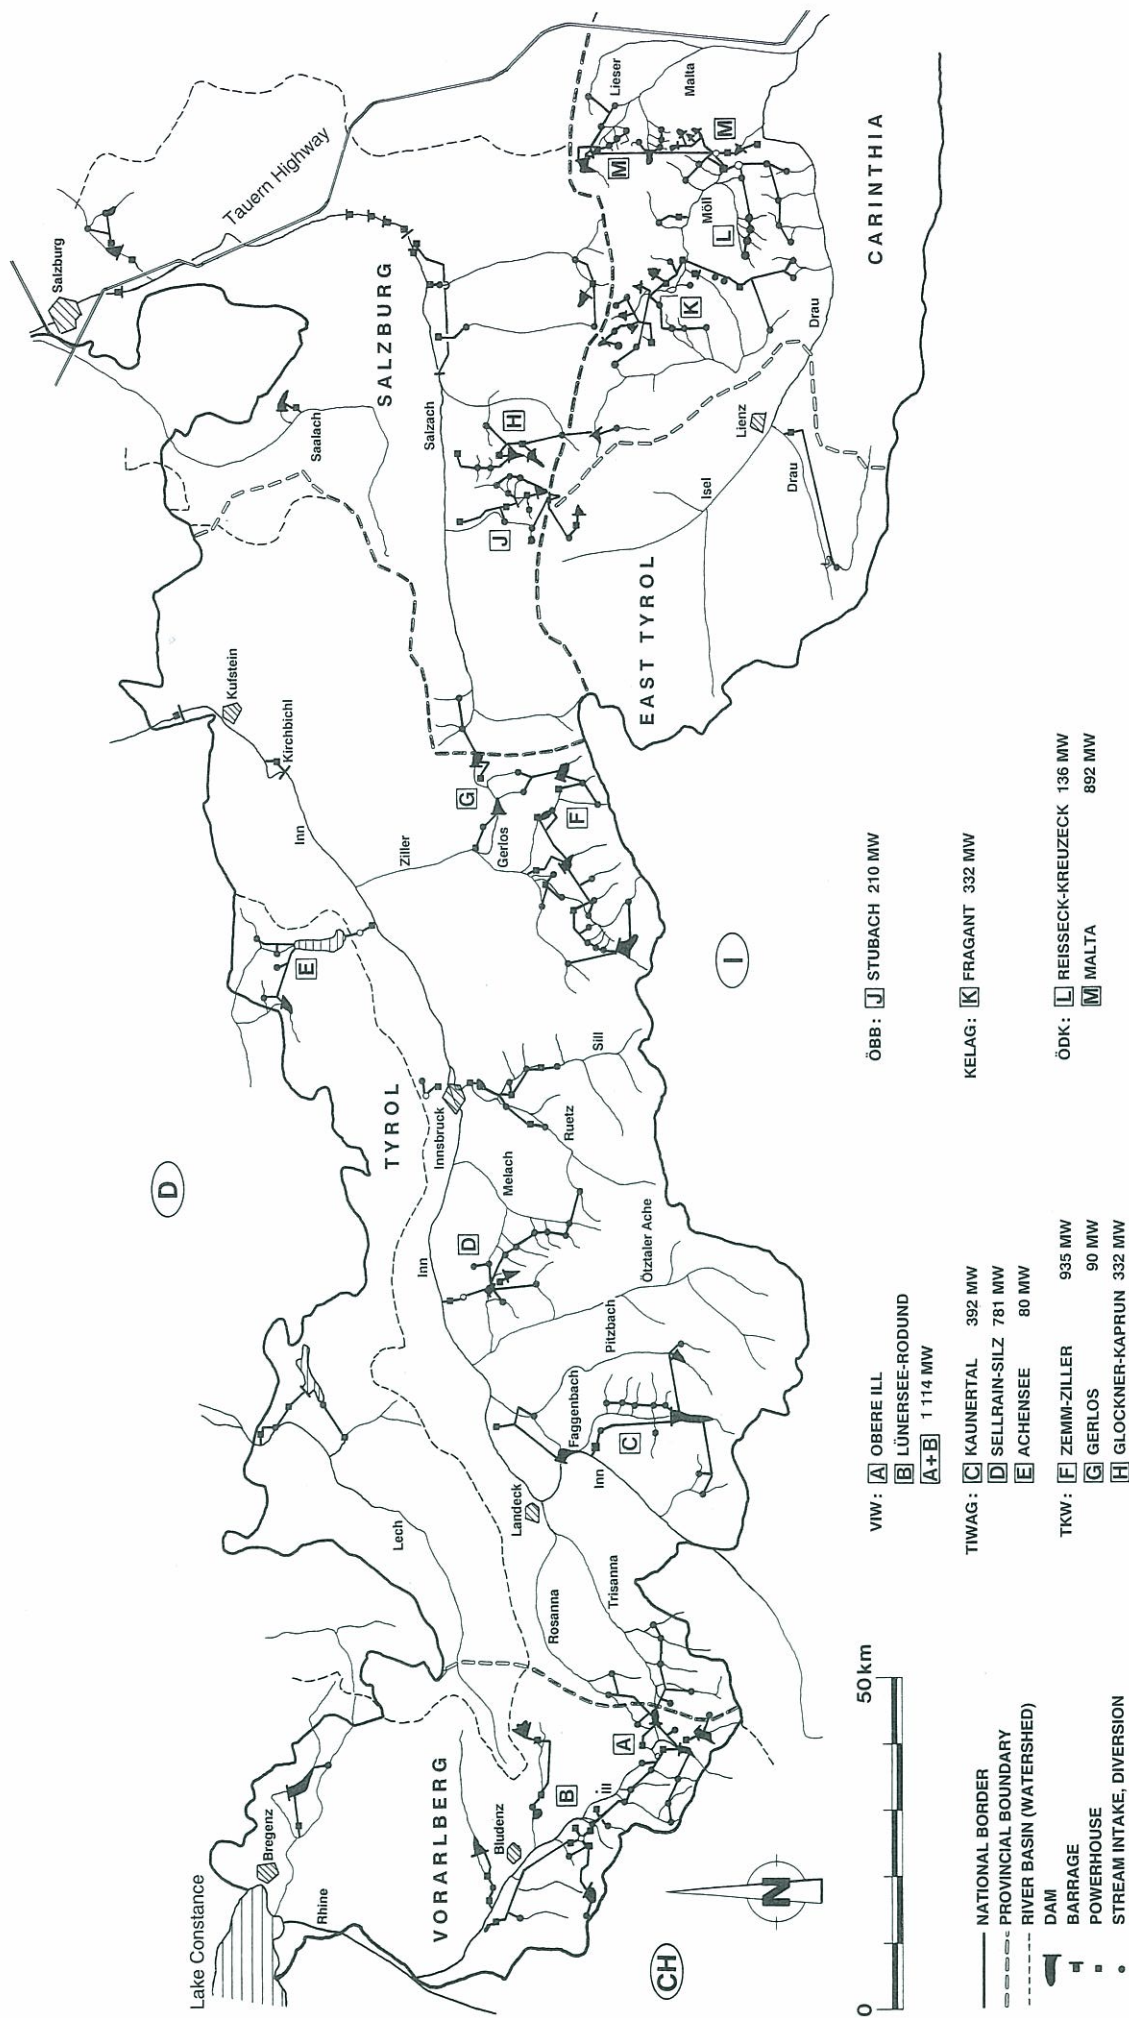 Lake Constance
Bregenz
Rhine
VORARLBERG
Bludenz
B
Ill
A
CH
N
D
Lech
TYROL
Rosanna
Trisanna
Landeck
Inn
Faggenbach
C
Pitzbach
Ötztaler Ache
Inn
D
Melach
Innsbruck
Ruetz
Sill
E
Inn
Ziller
Gerlos
G
F
I
Kirchbichl
Kufstein
Salzburg
Tauern Highway
SALZBURG
Saalach
Salzach
J
H
EAST TYROL
Isel
Lienz
Drau
Drau
K
L
Möll
M
M
Lieser
Malta
CARINTHIA
0 50 km
NATIONAL BORDER
PROVINCIAL BOUNDARY
RIVER BASIN (WATERSHED)
DAM
BARRAGE
POWERHOUSE
STREAM INTAKE, DIVERSION
VIW: A OBERE ILL
B LÜNERSEE-RODUND
A+B 1 114 MW
TIWAG: C KAUNERTAL 392 MW
D SELLRAIN-SILZ 781 MW
E ACHENSEE 80 MW
TKW: F ZEMM-ZILLER 935 MW
G GERLOS 90 MW
H GLOCKNER-KAPRUN 332 MW
ÖBB: J STUBACH 210 MW
KELAG: K FRAGANT 332 MW
ÖDK: L REISSECK-KREUZECK 136 MW
M MALTA 892 MW